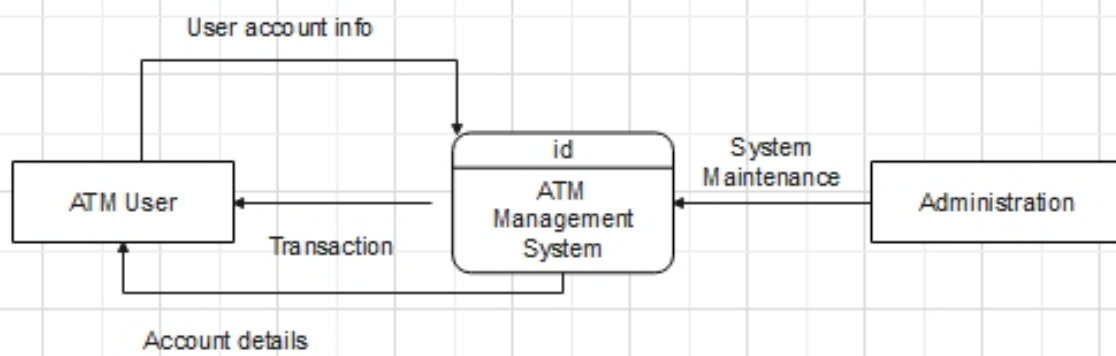 User account info
id
System
Maintenance
ATM User
ATM
Management
System
Administration
Transaction
Account details